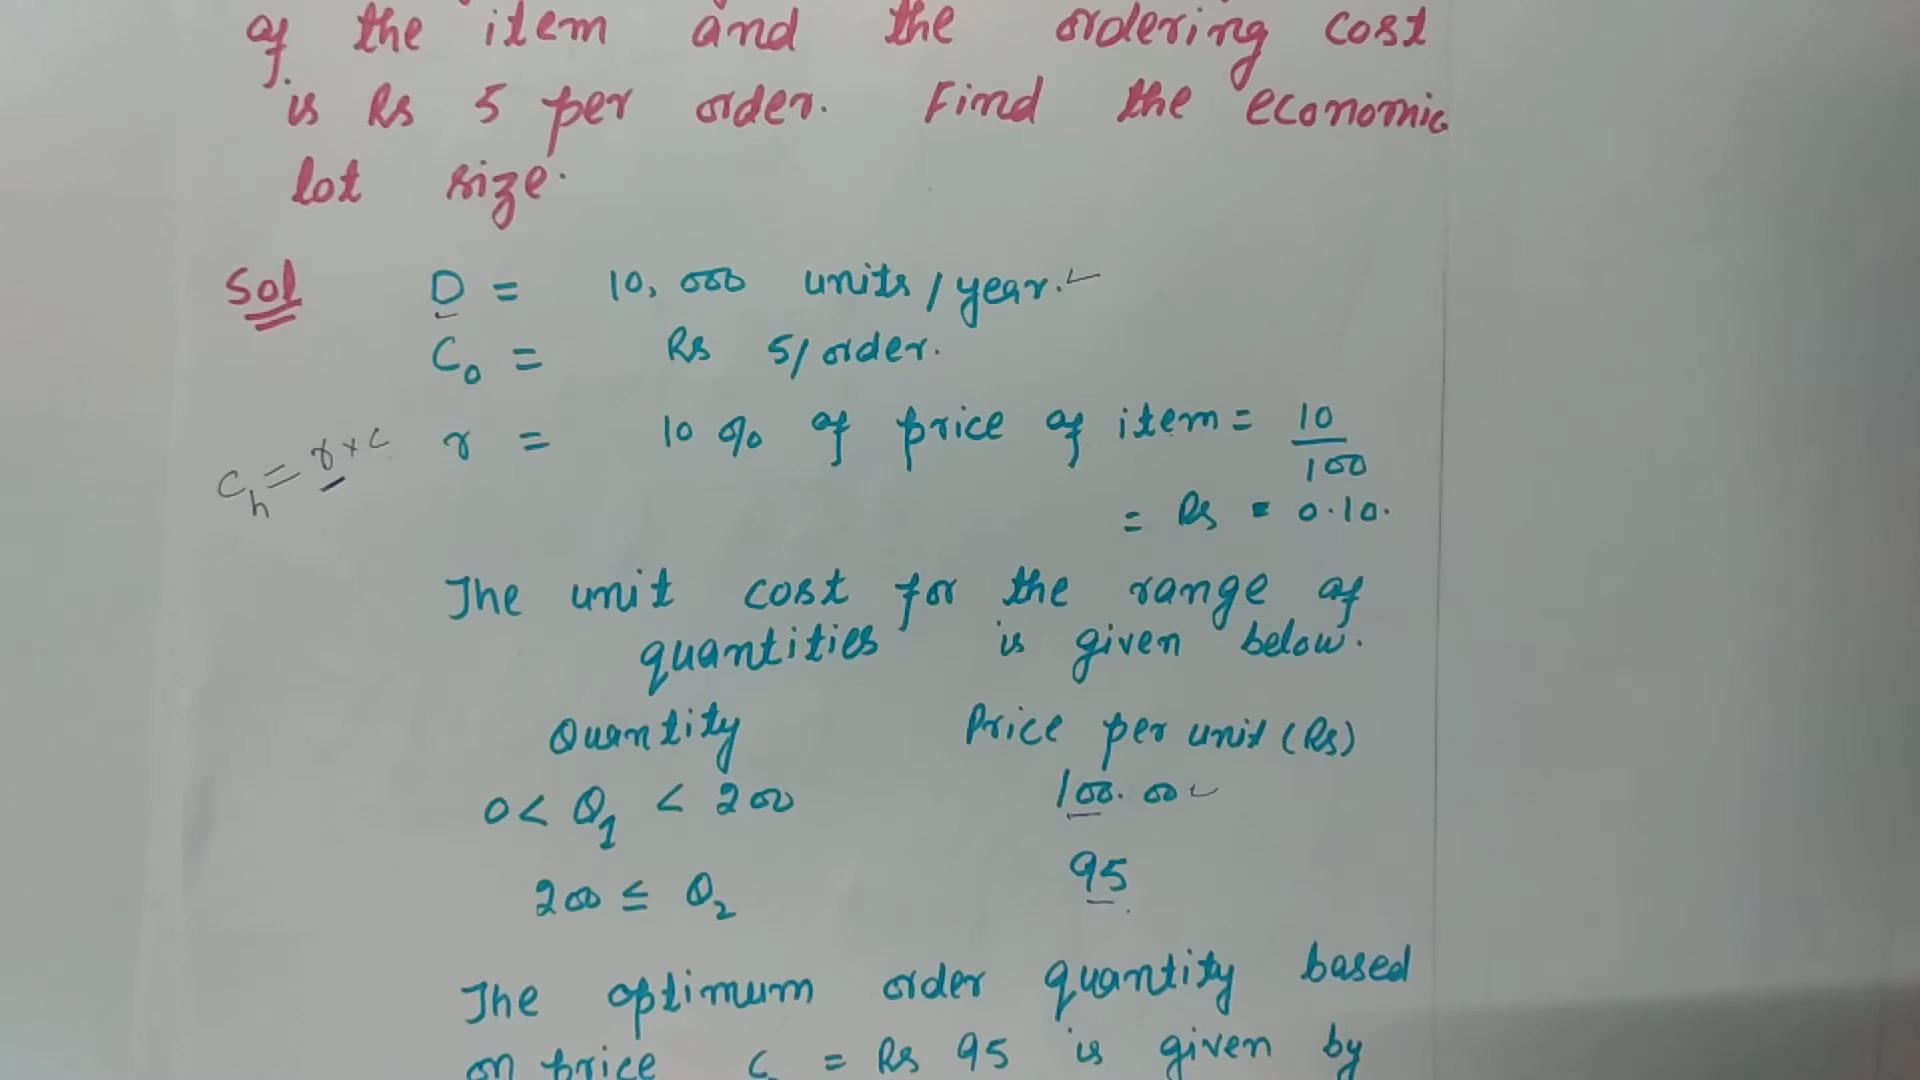 of the item and the ordering cost
is Rs 5 per order. Find the economic
lot size.
Sol D = 10,000 units/year.
C₀ = Rs 5/order.
Cₕ = r×c r = 10 % of price of item = 10/100
= Rs = 0.10.
The unit cost for the range of
quantities is given below.
Quantity Price per unit (Rs)
0 < Q₁ < 200 100.00
200 ≤ Q₂ 95
The optimum order quantity based
on price C = Rs 95 is given by